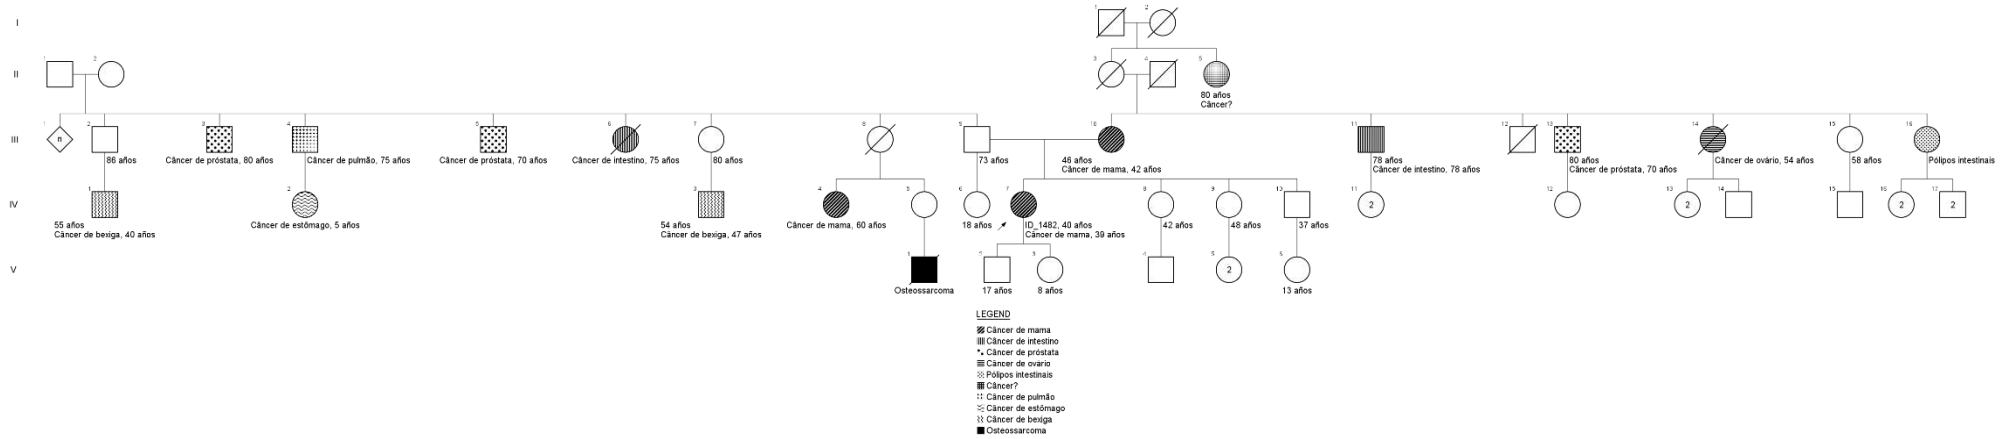 I
1 2
II
1 2 3 4 5
80 años
Câncer?
III
1 2 3 4 5 6 7 8 9 10 11 12 13 14 15 16
n
86 años
Câncer de próstata, 80 años
Câncer de pulmão, 75 años
Câncer de próstata, 70 años
Câncer de intestino, 75 años
80 años
73 años
46 años
Câncer de mama, 42 años
78 años
Câncer de intestino, 78 años
80 años
Câncer de próstata, 70 años
Câncer de ovário, 54 años
58 años
Pólipos intestinais
IV
1 2 3 4 5 6 7 8 9 13 11 12 13 14 15 16 17
2 2 2 2
55 años
Câncer de bexiga, 40 años
Câncer de estômago, 5 años
54 años
Câncer de bexiga, 47 años
Câncer de mama, 60 años
18 años
ID_1482, 40 años
Câncer de mama, 39 años
42 años
48 años
37 años
V
1 3 4 5
2
Osteossarcoma
17 años
8 años
13 años
LEGEND
Câncer de mama
Câncer de intestino
Câncer de próstata
Câncer de ovário
Pólipos intestinais
Câncer?
Câncer de pulmão
Câncer de estômago
Câncer de bexiga
Osteossarcoma